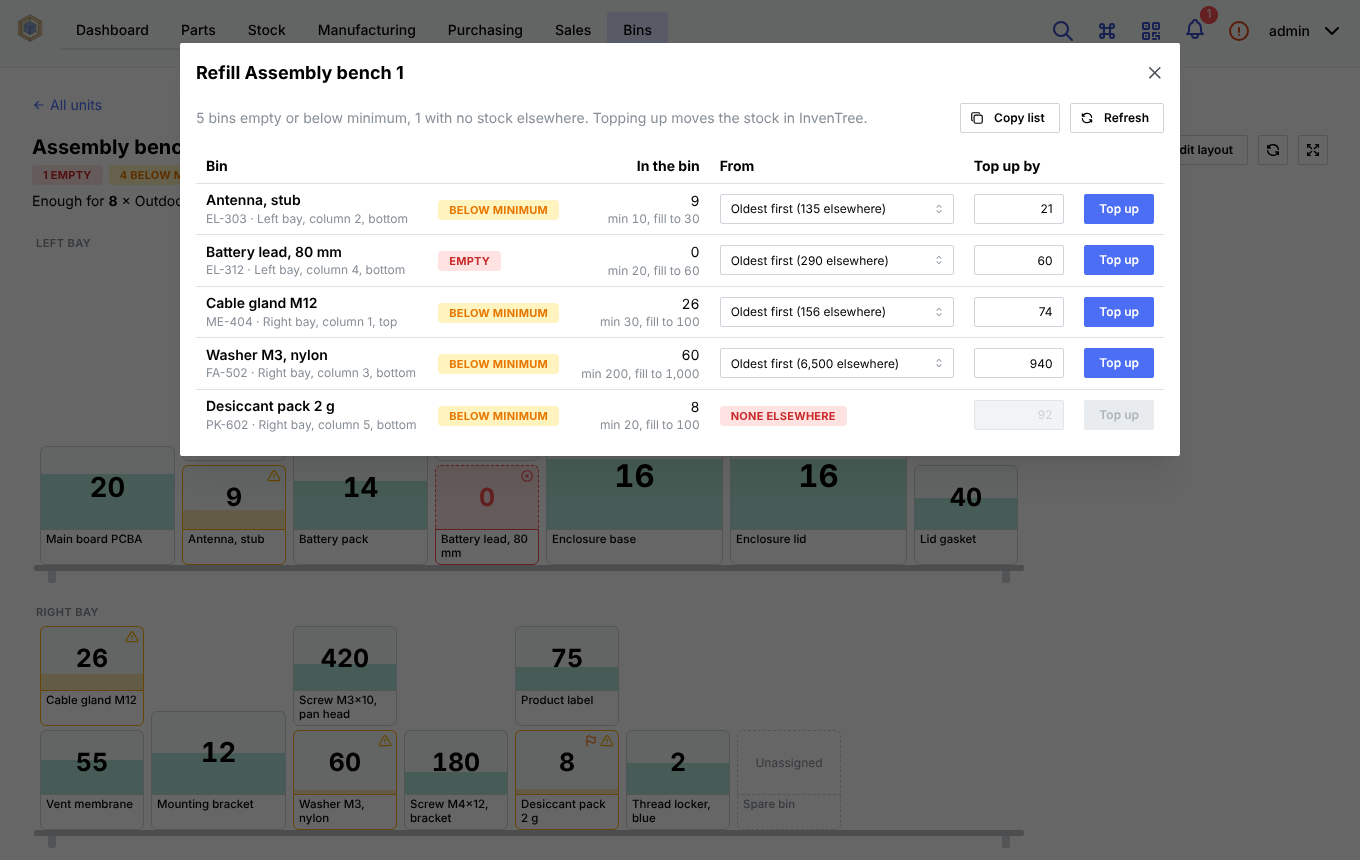 Dashboard Parts Stock Manufacturing Purchasing Sales Bins 1 admin
Refill Assembly bench 1
← All units
5 bins empty or below minimum, 1 with no stock elsewhere. Topping up moves the stock in InvenTree. Copy list Refresh
Assembly
1 EMPTY 4 BELOW
Enough for 8 ×
layout
LEFT BAY
Bin In the bin From Top up by
Antenna, stub BELOW MINIMUM 9 Oldest first (135 elsewhere) 21 Top up
EL-303 · Left bay, column 2, bottom min 10, fill to 30
Battery lead, 80 mm EMPTY 0 Oldest first (290 elsewhere) 60 Top up
EL-312 · Left bay, column 4, bottom min 20, fill to 60
Cable gland M12 BELOW MINIMUM 26 Oldest first (156 elsewhere) 74 Top up
ME-404 · Right bay, column 1, top min 30, fill to 100
Washer M3, nylon BELOW MINIMUM 60 Oldest first (6,500 elsewhere) 940 Top up
FA-502 · Right bay, column 3, bottom min 200, fill to 1,000
Desiccant pack 2 g BELOW MINIMUM 8 NONE ELSEWHERE 92 Top up
PK-602 · Right bay, column 5, bottom min 20, fill to 100
20 9 14 0 16 16 40
Main board PCBA Antenna, stub Battery pack Battery lead, 80 Enclosure base Enclosure lid Lid gasket
mm
RIGHT BAY
26 420 75
Cable gland M12 Screw M3×10, Product label
pan head
55 12 60 180 8 2 Unassigned
Vent membrane Mounting bracket Washer M3, Screw M4×12, Desiccant pack Thread locker, Spare bin
nylon bracket 2 g blue